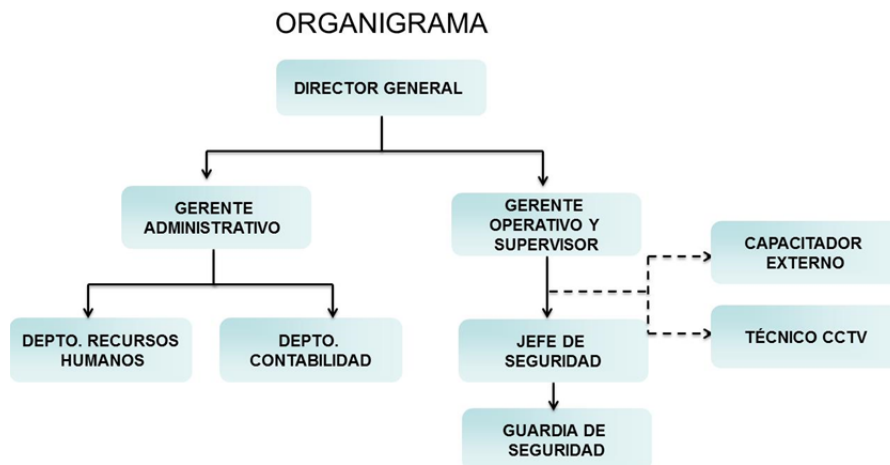 ORGANIGRAMA
DIRECTOR GENERAL
GERENTE
ADMINISTRATIVO
GERENTE
OPERATIVO Y
SUPERVISOR
CAPACITADOR
EXTERNO
DEPTO. RECURSOS
HUMANOS
DEPTO.
CONTABILIDAD
JEFE DE
SEGURIDAD
TÉCNICO CCTV
GUARDIA DE
SEGURIDAD